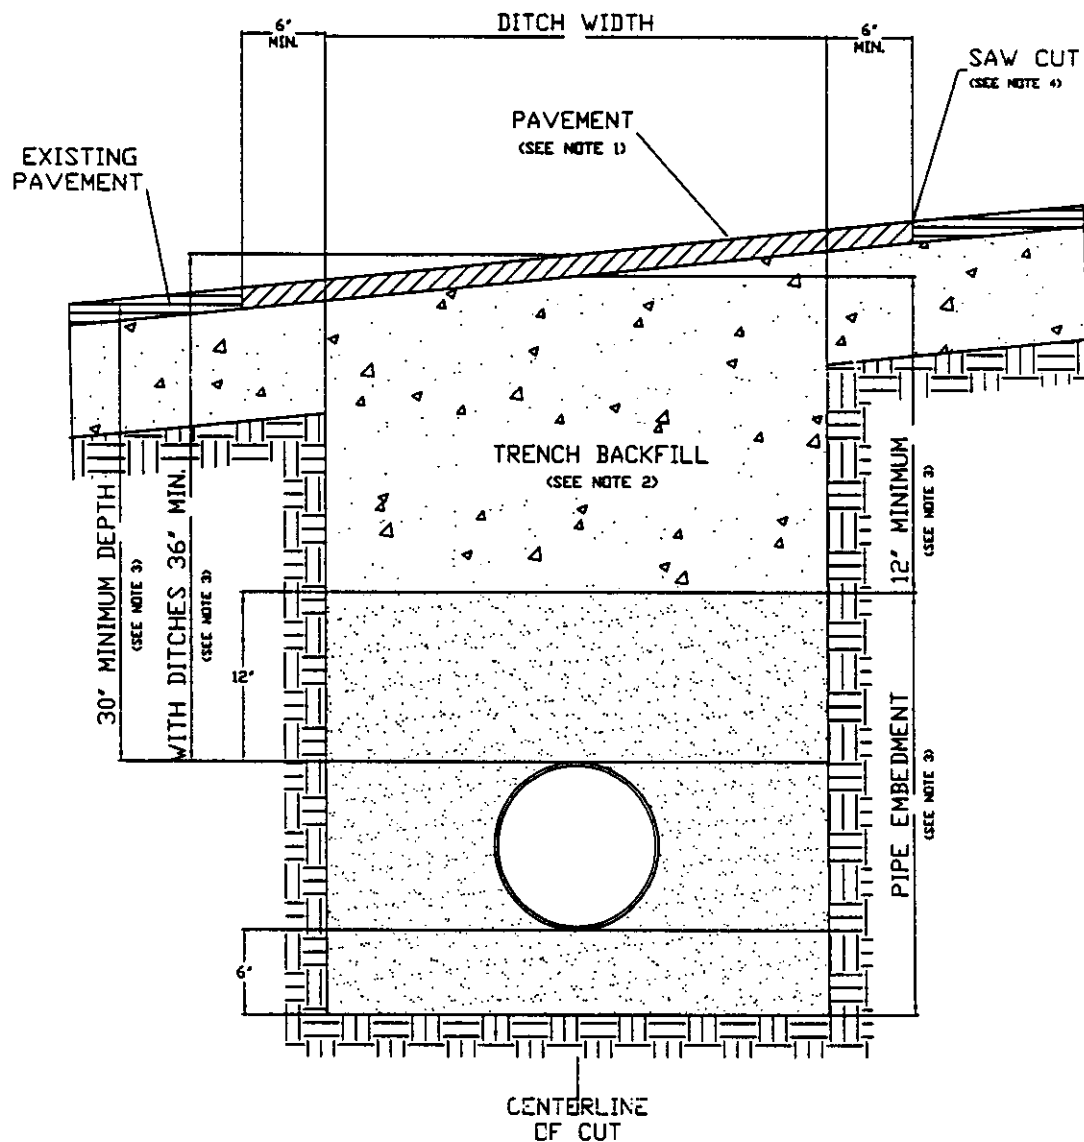 6" MIN.
DITCH WIDTH
6" MIN.
SAW CUT
(SEE NOTE 4)
PAVEMENT
(SEE NOTE 1)
EXISTING
PAVEMENT
TRENCH BACKFILL
(SEE NOTE 2)
30" MINIMUM DEPTH
(SEE NOTE 3)
WITH DITCHES 36" MIN.
(SEE NOTE 3)
12"
12" MINIMUM
(SEE NOTE 3)
PIPE EMBEDMENT
(SEE NOTE 3)
6"
CENTERLINE
OF CUT